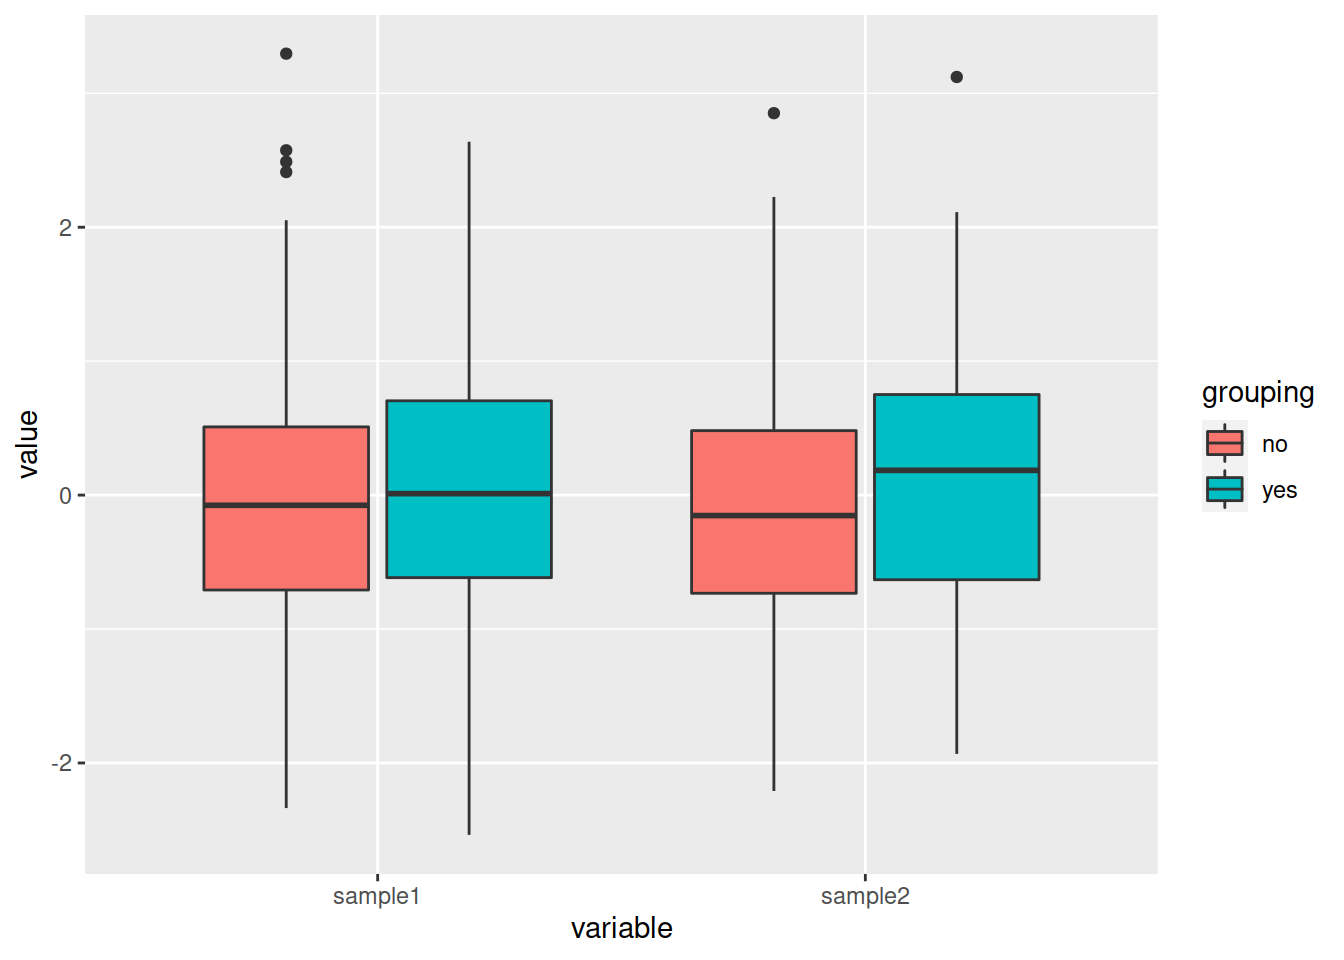 value
2
0
-2
sample1
sample2
variable
grouping
no
yes